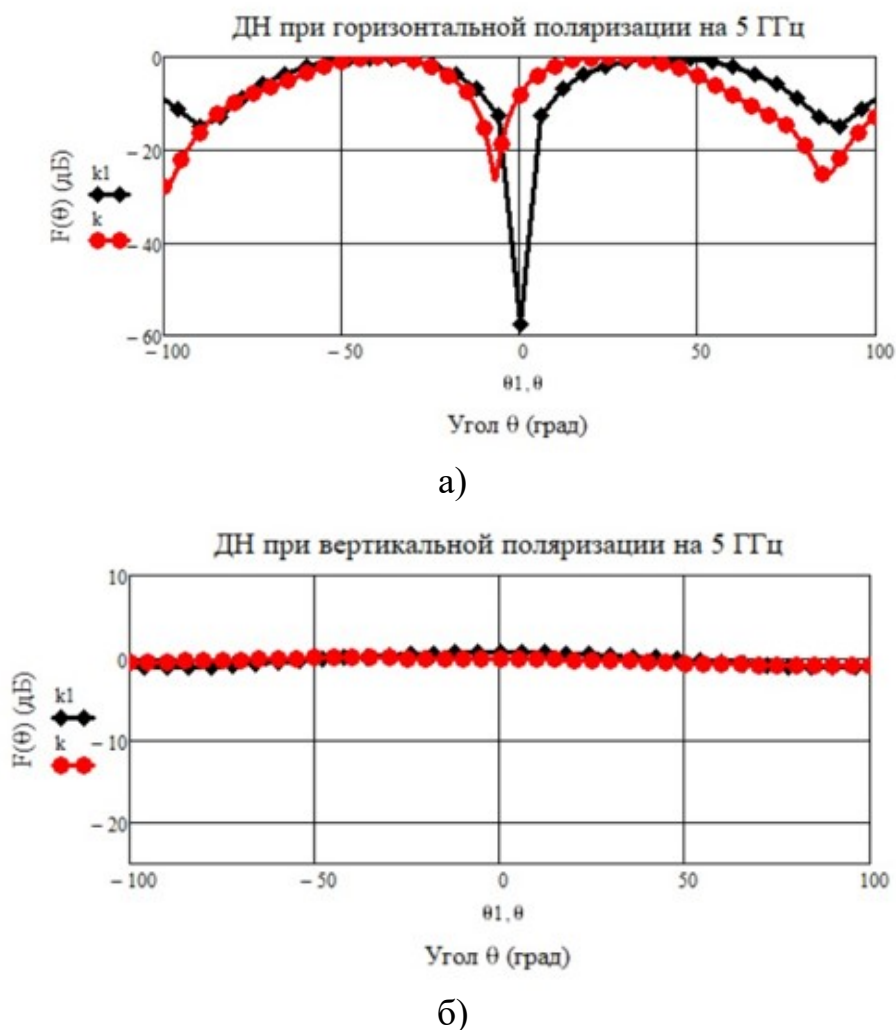 ДН при горизонтальной поляризации на 5 ГГц
F(θ) (дБ)
k1
k
0
− 20
− 40
− 60
− 100
− 50
0
50
100
θ1, θ
Угол θ (град)
а)
ДН при вертикальной поляризации на 5 ГГц
F(θ) (дБ)
k1
k
10
0
− 10
− 20
− 100
− 50
0
50
100
θ1, θ
Угол θ (град)
б)